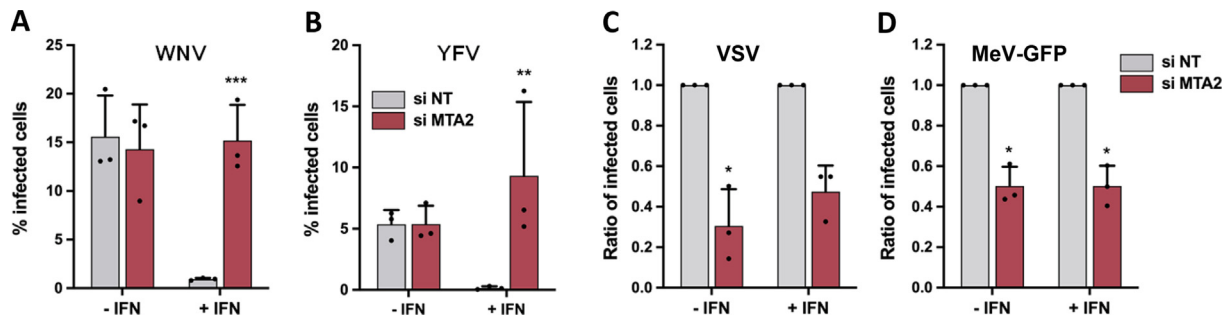 A
WNV
% infected cells
25
20
15
10
5
0
***
- IFN
+ IFN
B
YFV
% infected cells
20
15
10
5
0
si NT
si MTA2
**
- IFN
+ IFN
C
VSV
Ratio of infected cells
1.2
1.0
0.8
0.6
0.4
0.2
0
*
- IFN
+ IFN
D
MeV-GFP
Ratio of infected cells
1.2
1.0
0.8
0.6
0.4
0.2
0.0
*
*
- IFN
+ IFN
si NT
si MTA2